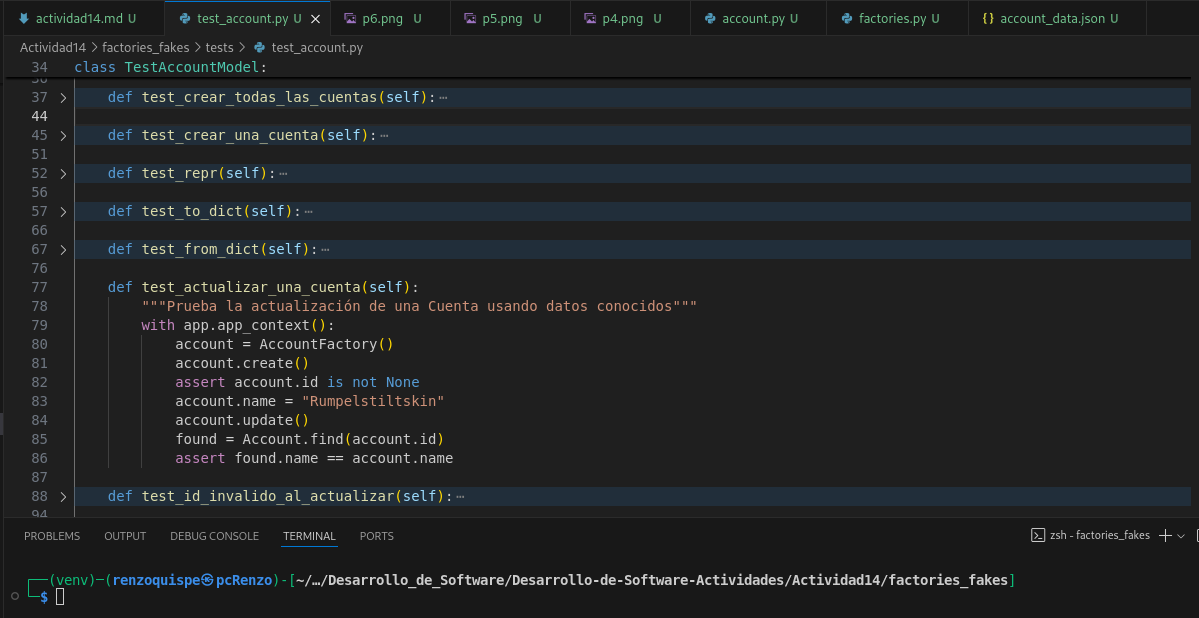 actividad14.md U test_account.py U p6.png U p5.png U p4.png U account.py U factories.py U {} account_data.json U
Actividad14 > factories_fakes > tests > test_account.py
34 class TestAccountModel:
36
37 def test_crear_todas_las_cuentas(self): ⋯
44
45 def test_crear_una_cuenta(self): ⋯
51
52 def test_repr(self): ⋯
56
57 def test_to_dict(self): ⋯
66
67 def test_from_dict(self): ⋯
76
77 def test_actualizar_una_cuenta(self):
78 """Prueba la actualización de una Cuenta usando datos conocidos"""
79 with app.app_context():
80 account = AccountFactory()
81 account.create()
82 assert account.id is not None
83 account.name = "Rumpelstiltskin"
84 account.update()
85 found = Account.find(account.id)
86 assert found.name == account.name
87
88 def test_id_invalido_al_actualizar(self): ⋯
94
PROBLEMS OUTPUT DEBUG CONSOLE TERMINAL PORTS zsh - factories_fakes
(venv)─(renzoquispe㉿pcRenzo)-[~/…/Desarrollo_de_Software/Desarrollo-de-Software-Actividades/Actividad14/factories_fakes]
$